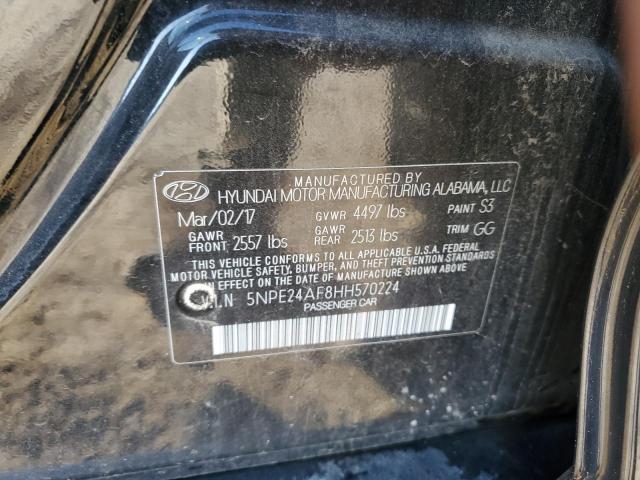 MANUFACTURED BY
HYUNDAI MOTOR MANUFACTURING ALABAMA, LLC
Mar/02/17 GVWR 4497 lbs PAINT S3
GAWR FRONT 2557 lbs GAWR REAR 2513 lbs TRIM GG
THIS VEHICLE CONFORMS TO ALL APPLICABLE U.S.A. FEDERAL
MOTOR VEHICLE SAFETY, BUMPER, AND THEFT PREVENTION STANDARDS
IN EFFECT ON THE DATE OF MANUFACTURE SHOWN ABOVE.
V.I.N 5NPE24AF8HH570224
PASSENGER CAR